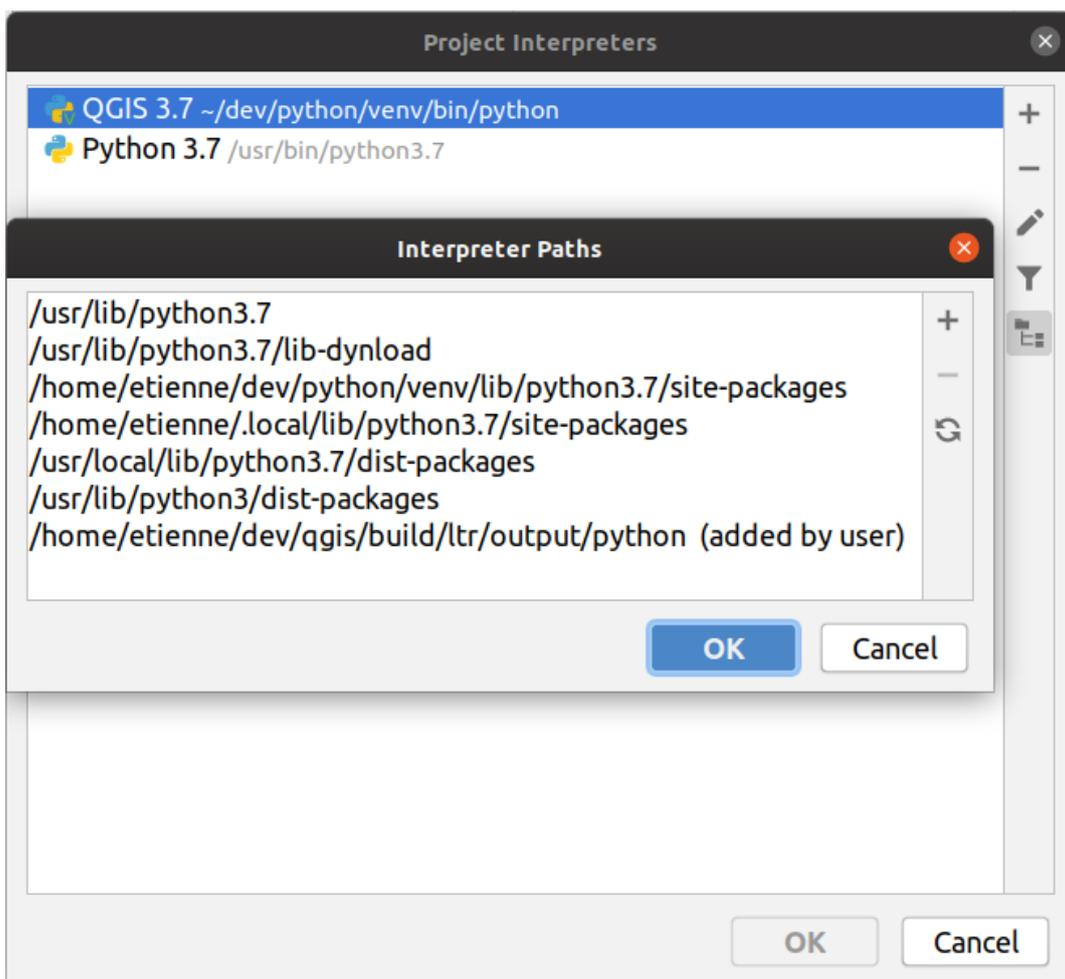 Project Interpreters
QGIS 3.7 ~/dev/python/venv/bin/python
Python 3.7 /usr/bin/python3.7
Interpreter Paths
/usr/lib/python3.7
/usr/lib/python3.7/lib-dynload
/home/etienne/dev/python/venv/lib/python3.7/site-packages
/home/etienne/.local/lib/python3.7/site-packages
/usr/local/lib/python3.7/dist-packages
/usr/lib/python3/dist-packages
/home/etienne/dev/qgis/build/ltr/output/python (added by user)
OK Cancel
OK Cancel